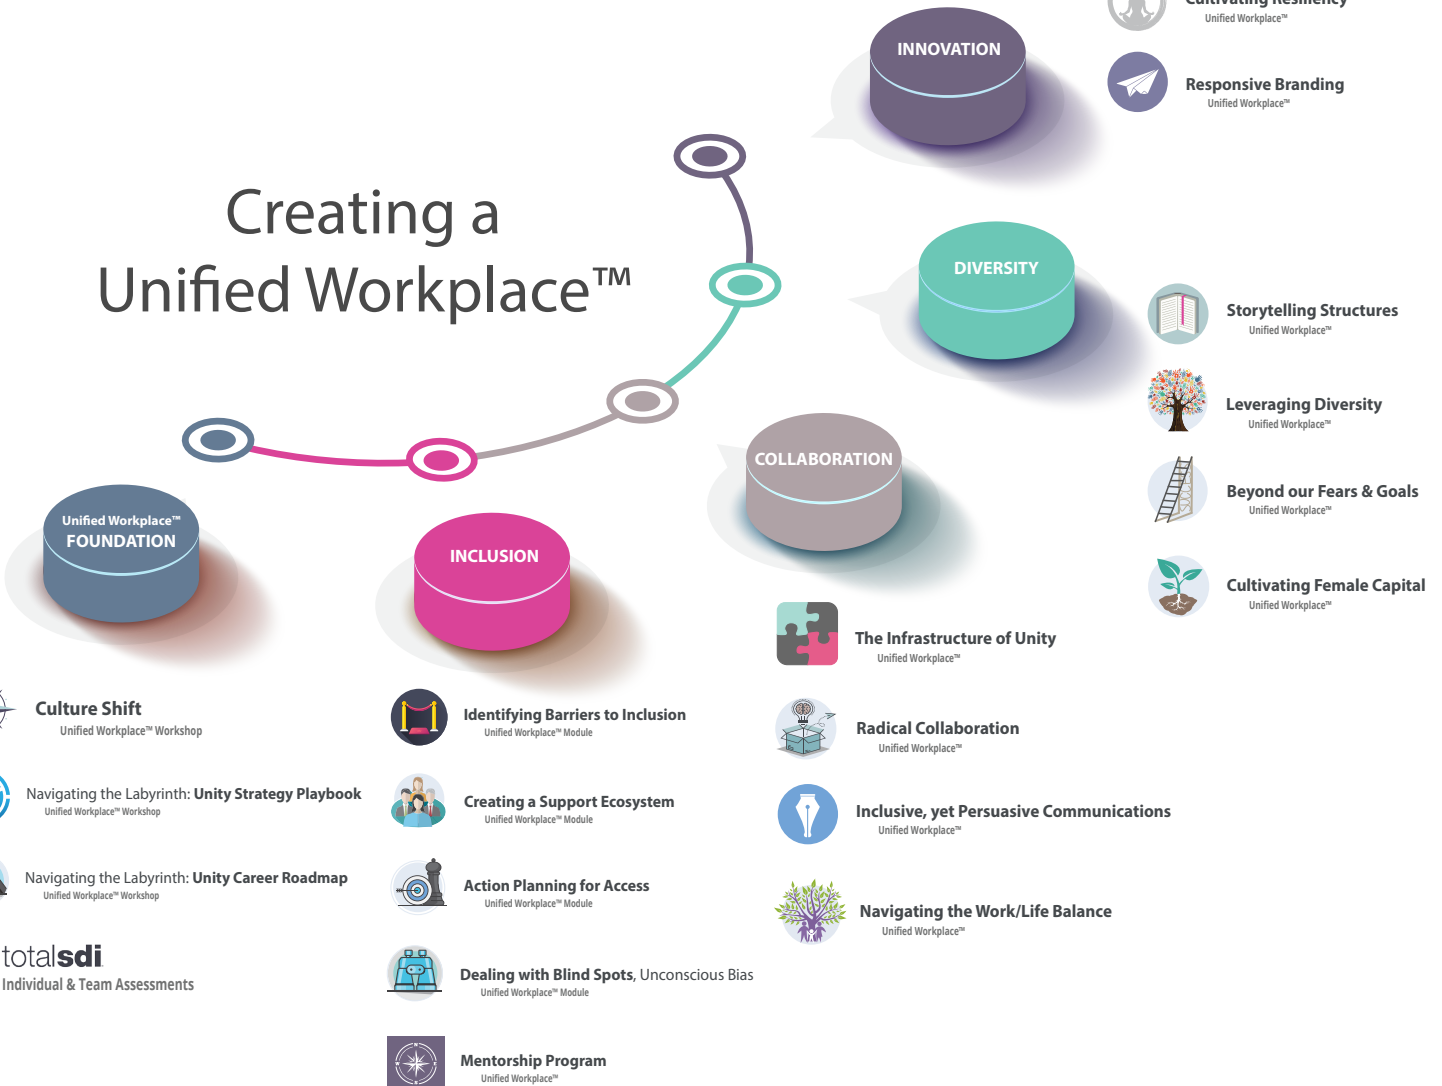 Creating a
Unified Workplace™
INNOVATION
Cultivating Resiliency
Unified Workplace™
Responsive Branding
Unified Workplace™
DIVERSITY
Storytelling Structures
Unified Workplace™
Leveraging Diversity
Unified Workplace™
Beyond our Fears & Goals
Unified Workplace™
Cultivating Female Capital
Unified Workplace™
COLLABORATION
The Infrastructure of Unity
Unified Workplace™
Radical Collaboration
Unified Workplace™
Inclusive, yet Persuasive Communications
Unified Workplace™
Navigating the Work/Life Balance
Unified Workplace™
INCLUSION
Identifying Barriers to Inclusion
Unified Workplace™ Module
Creating a Support Ecosystem
Unified Workplace™ Module
Action Planning for Access
Unified Workplace™ Module
Dealing with Blind Spots, Unconscious Bias
Unified Workplace™ Module
Mentorship Program
Unified Workplace™
Unified Workplace™
FOUNDATION
Culture Shift
Unified Workplace™ Workshop
Navigating the Labyrinth: Unity Strategy Playbook
Unified Workplace™ Workshop
Navigating the Labyrinth: Unity Career Roadmap
Unified Workplace™ Workshop
totalsdi
Individual & Team Assessments